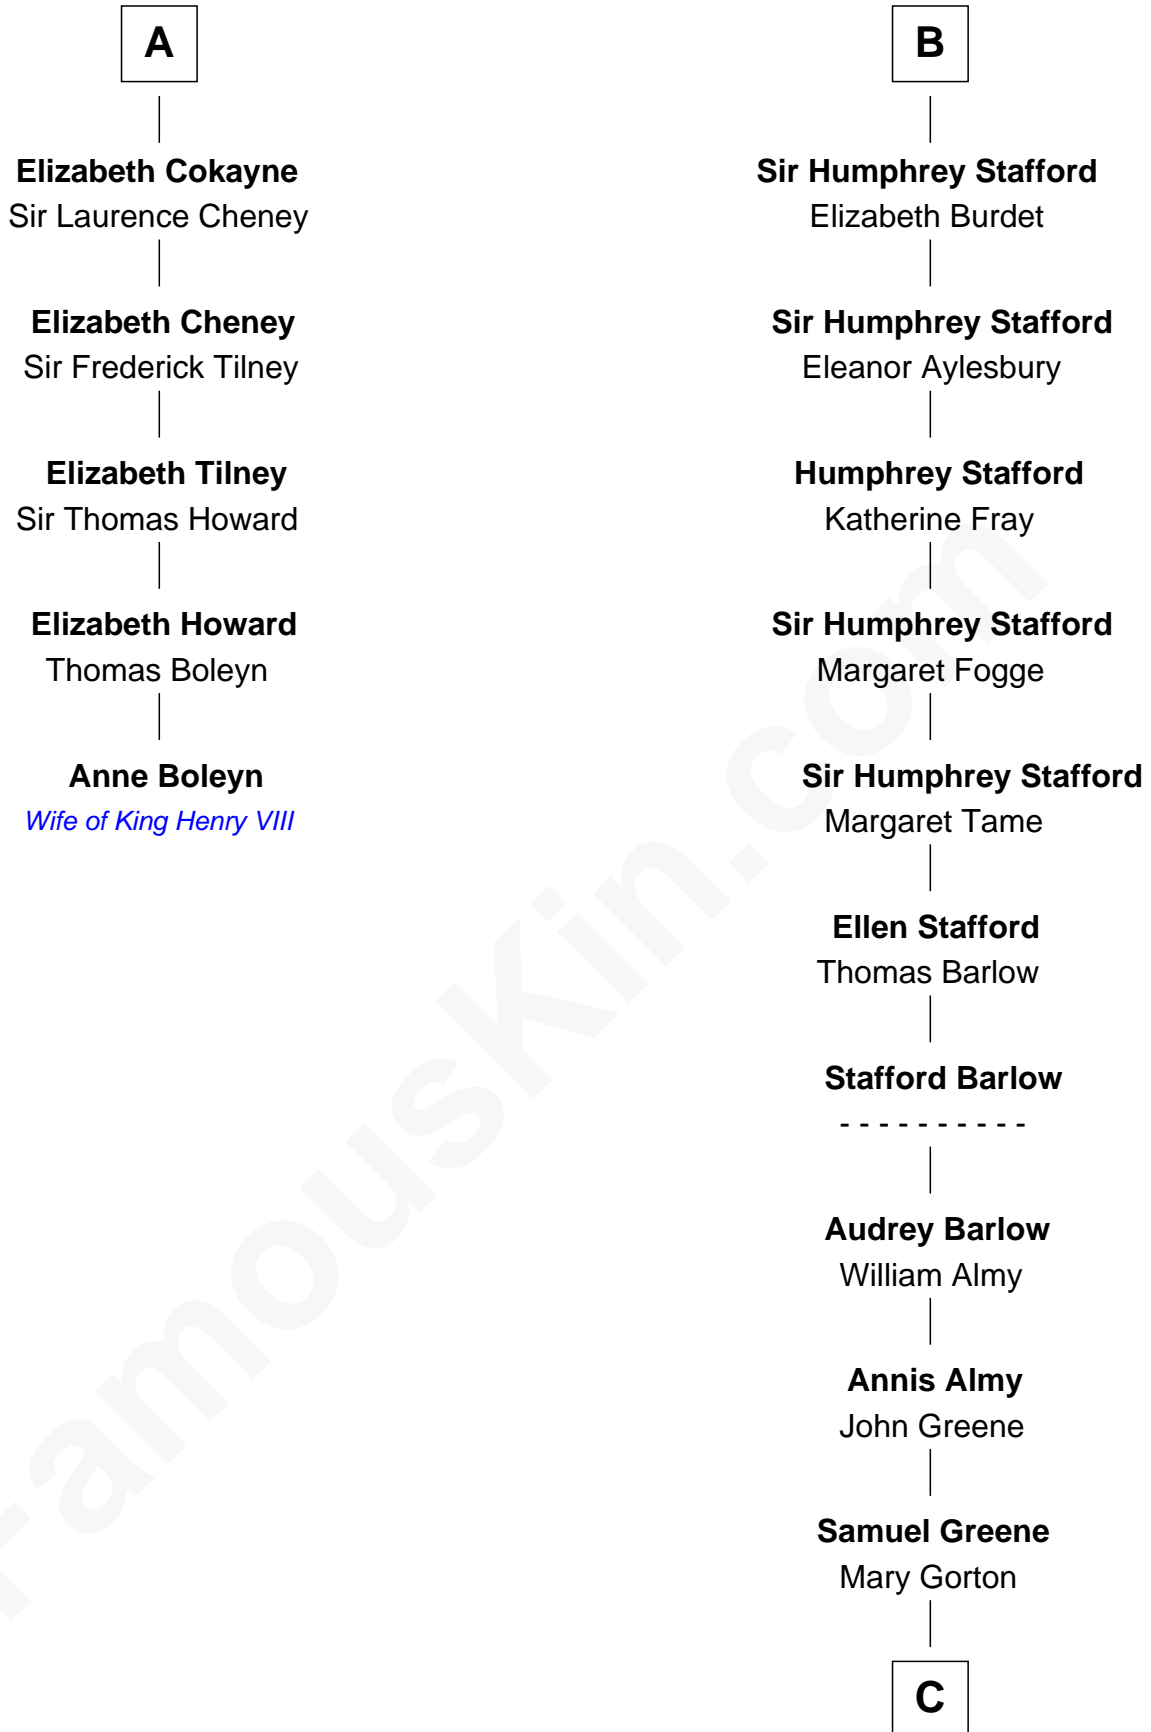 A
Elizabeth Cokayne
Sir Laurence Cheney
Elizabeth Cheney
Sir Frederick Tilney
Elizabeth Tilney
Sir Thomas Howard
Elizabeth Howard
Thomas Boleyn
Anne Boleyn
Wife of King Henry VIII
B
Sir Humphrey Stafford
Elizabeth Burdet
Sir Humphrey Stafford
Eleanor Aylesbury
Humphrey Stafford
Katherine Fray
Sir Humphrey Stafford
Margaret Fogge
Sir Humphrey Stafford
Margaret Tame
Ellen Stafford
Thomas Barlow
Stafford Barlow
- - - - - - - - - -
Audrey Barlow
William Almy
Annis Almy
John Greene
Samuel Greene
Mary Gorton
C
FamousKin.com